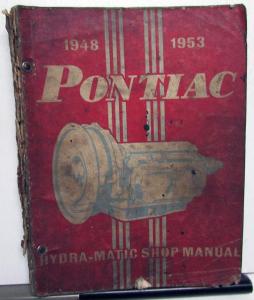 1948 1953
PONTIAC
HYDRA-MATIC SHOP MANUAL